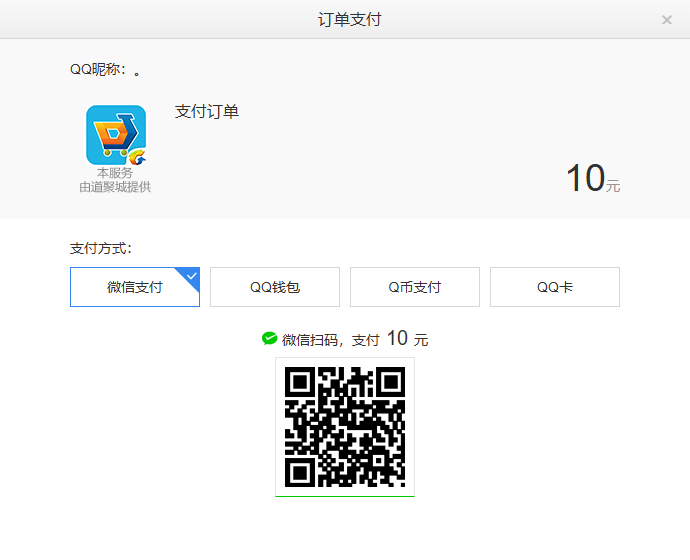 订单支付
×
QQ昵称：。
支付订单
本服务
由道聚城提供
10元
支付方式：
微信支付
QQ钱包
Q币支付
QQ卡
微信扫码，支付 10 元